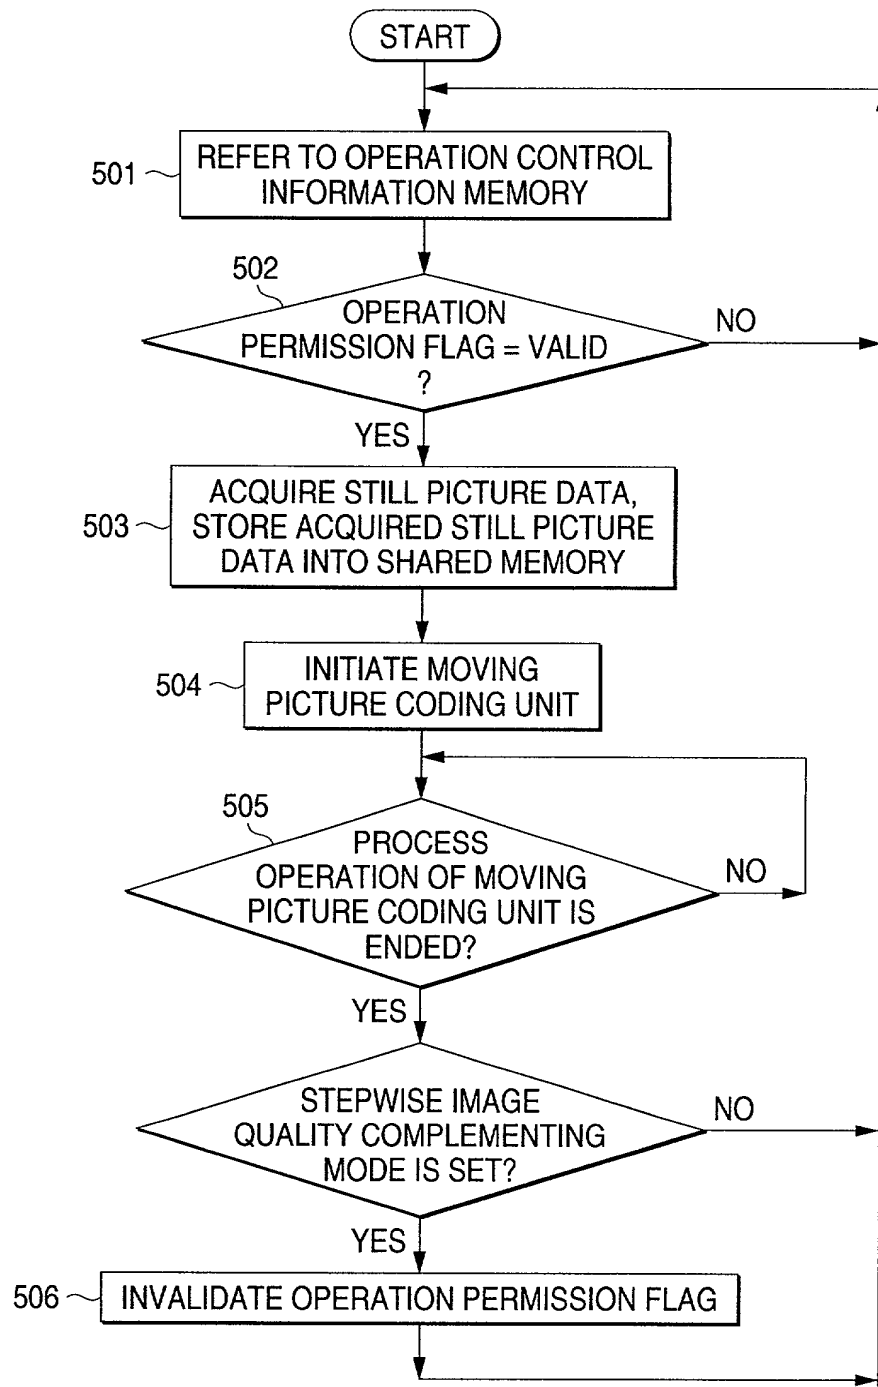 START
501
REFER TO OPERATION CONTROL
INFORMATION MEMORY
502
OPERATION
PERMISSION FLAG = VALID
?
NO
YES
503
ACQUIRE STILL PICTURE DATA,
STORE ACQUIRED STILL PICTURE
DATA INTO SHARED MEMORY
504
INITIATE MOVING
PICTURE CODING UNIT
505
PROCESS
OPERATION OF MOVING
PICTURE CODING UNIT IS
ENDED?
NO
YES
STEPWISE IMAGE
QUALITY COMPLEMENTING
MODE IS SET?
NO
YES
506
INVALIDATE OPERATION PERMISSION FLAG